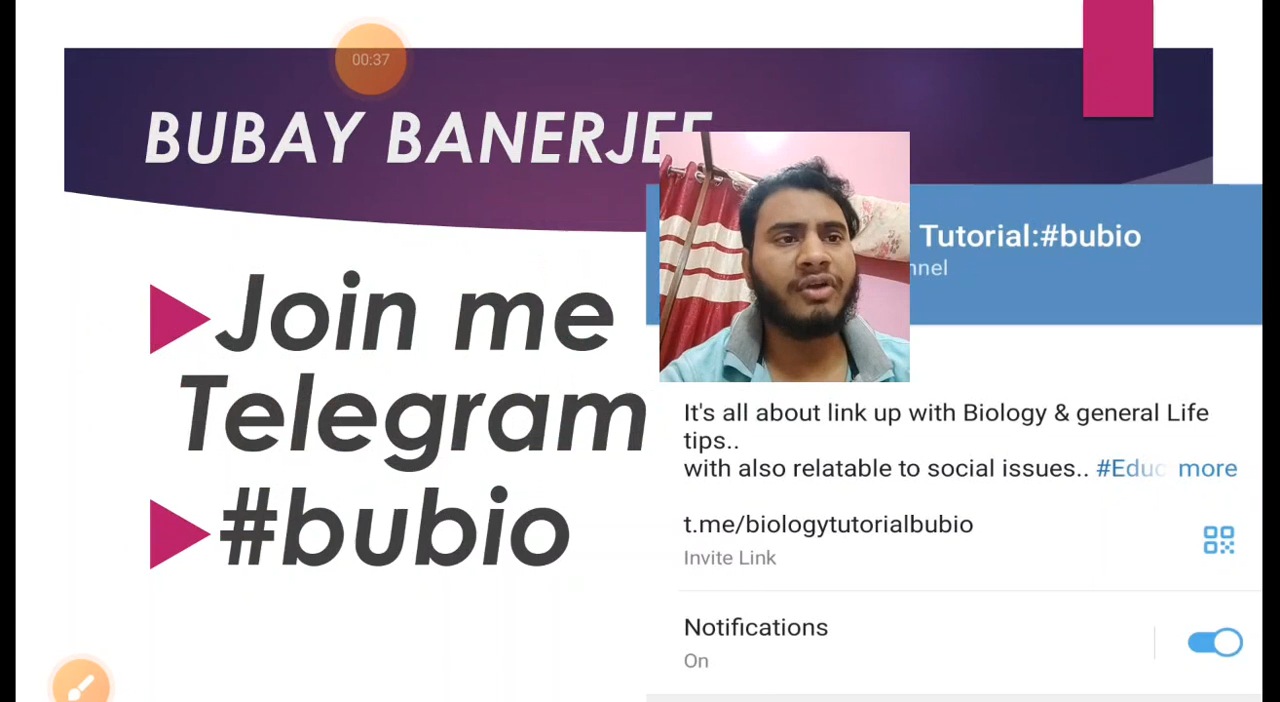 00:37
BUBAY BANERJEE
Tutorial:#bubio
Join me
Telegram
#bubio
It's all about link up with Biology & general Life
tips..
with also relatable to social issues.. more
t.me/biologytutorialbubio
Invite Link
Notifications
On